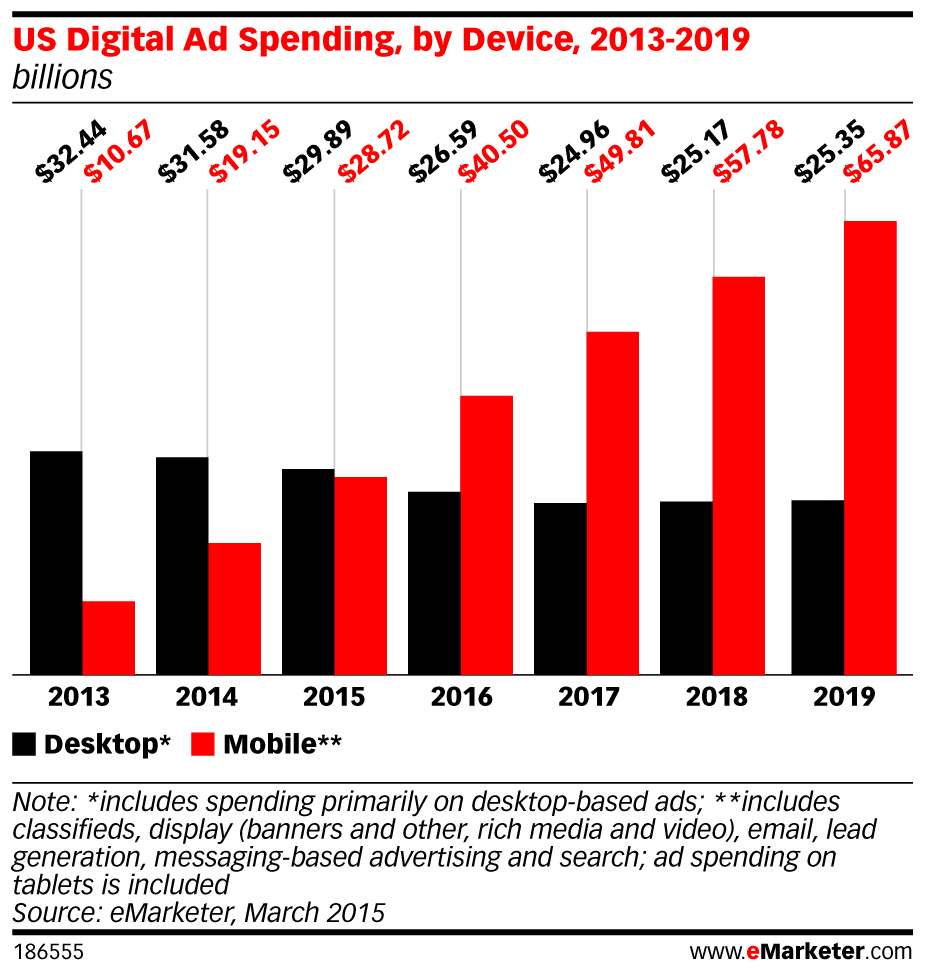 US Digital Ad Spending, by Device, 2013-2019
billions
$32.44 $10.67 $31.58 $19.15 $29.89 $28.72 $26.59 $40.50 $24.96 $49.81 $25.17 $57.78 $25.35 $65.87
2013 2014 2015 2016 2017 2018 2019
Desktop* Mobile**
Note: *includes spending primarily on desktop-based ads; **includes
classifieds, display (banners and other, rich media and video), email, lead
generation, messaging-based advertising and search; ad spending on
tablets is included
Source: eMarketer, March 2015
186555 www.eMarketer.com